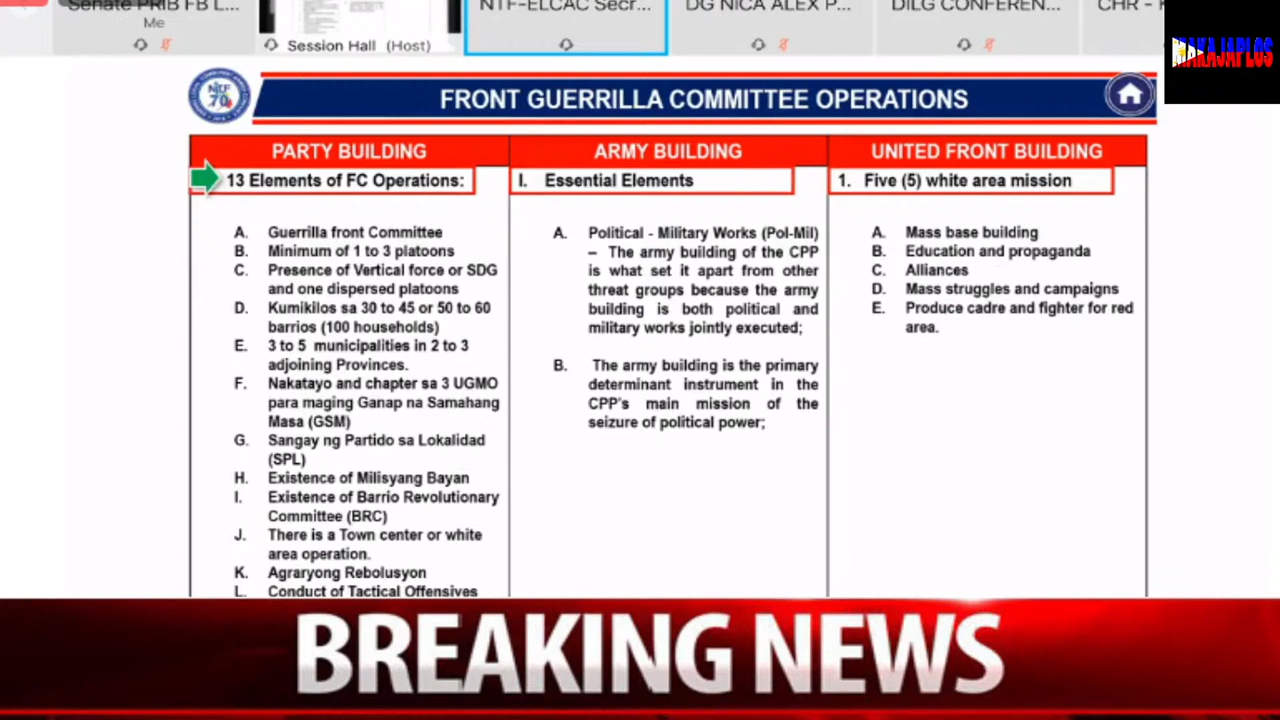 Senate PRIB FB L...
Me
Session Hall (Host)
NTF-ELCAC Secr...
DG NICA ALEX P...
DILG CONFEREN...
MAKAJAPLOS
FRONT GUERRILLA COMMITTEE OPERATIONS
PARTY BUILDING
13 Elements of FC Operations:
A. Guerrilla front Committee
B. Minimum of 1 to 3 platoons
C. Presence of Vertical force or SDG
and one dispersed platoons
D. Kumikilos sa 30 to 45 or 50 to 60
barrios (100 households)
E. 3 to 5 municipalities in 2 to 3
adjoining Provinces.
F. Nakatayo and chapter sa 3 UGMO
para maging Ganap na Samahang
Masa (GSM)
G. Sangay ng Partido sa Lokalidad
(SPL)
H. Existence of Milisyang Bayan
I. Existence of Barrio Revolutionary
Committee (BRC)
J. There is a Town center or white
area operation.
K. Agraryong Rebolusyon
L. Conduct of Tactical Offensives
ARMY BUILDING
I. Essential Elements
A. Political - Military Works (Pol-Mil)
– The army building of the CPP
is what set it apart from other
threat groups because the army
building is both political and
military works jointly executed;
B. The army building is the primary
determinant instrument in the
CPP's main mission of the
seizure of political power;
UNITED FRONT BUILDING
1. Five (5) white area mission
A. Mass base building
B. Education and propaganda
C. Alliances
D. Mass struggles and campaigns
E. Produce cadre and fighter for red
area.
BREAKING NEWS